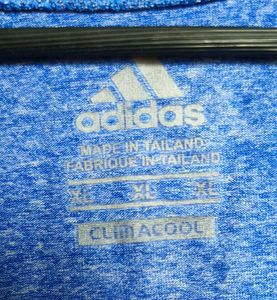 adidas
MADE IN TAILAND
FABRIQUE IN TAILAND
XL XL XL
CLIMACOOL